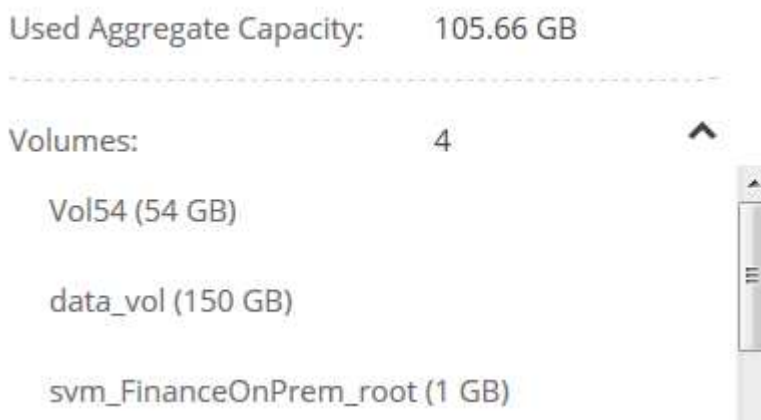 Used Aggregate Capacity: 105.66 GB
Volumes: 4
Vol54 (54 GB)
data_vol (150 GB)
svm_FinanceOnPrem_root (1 GB)